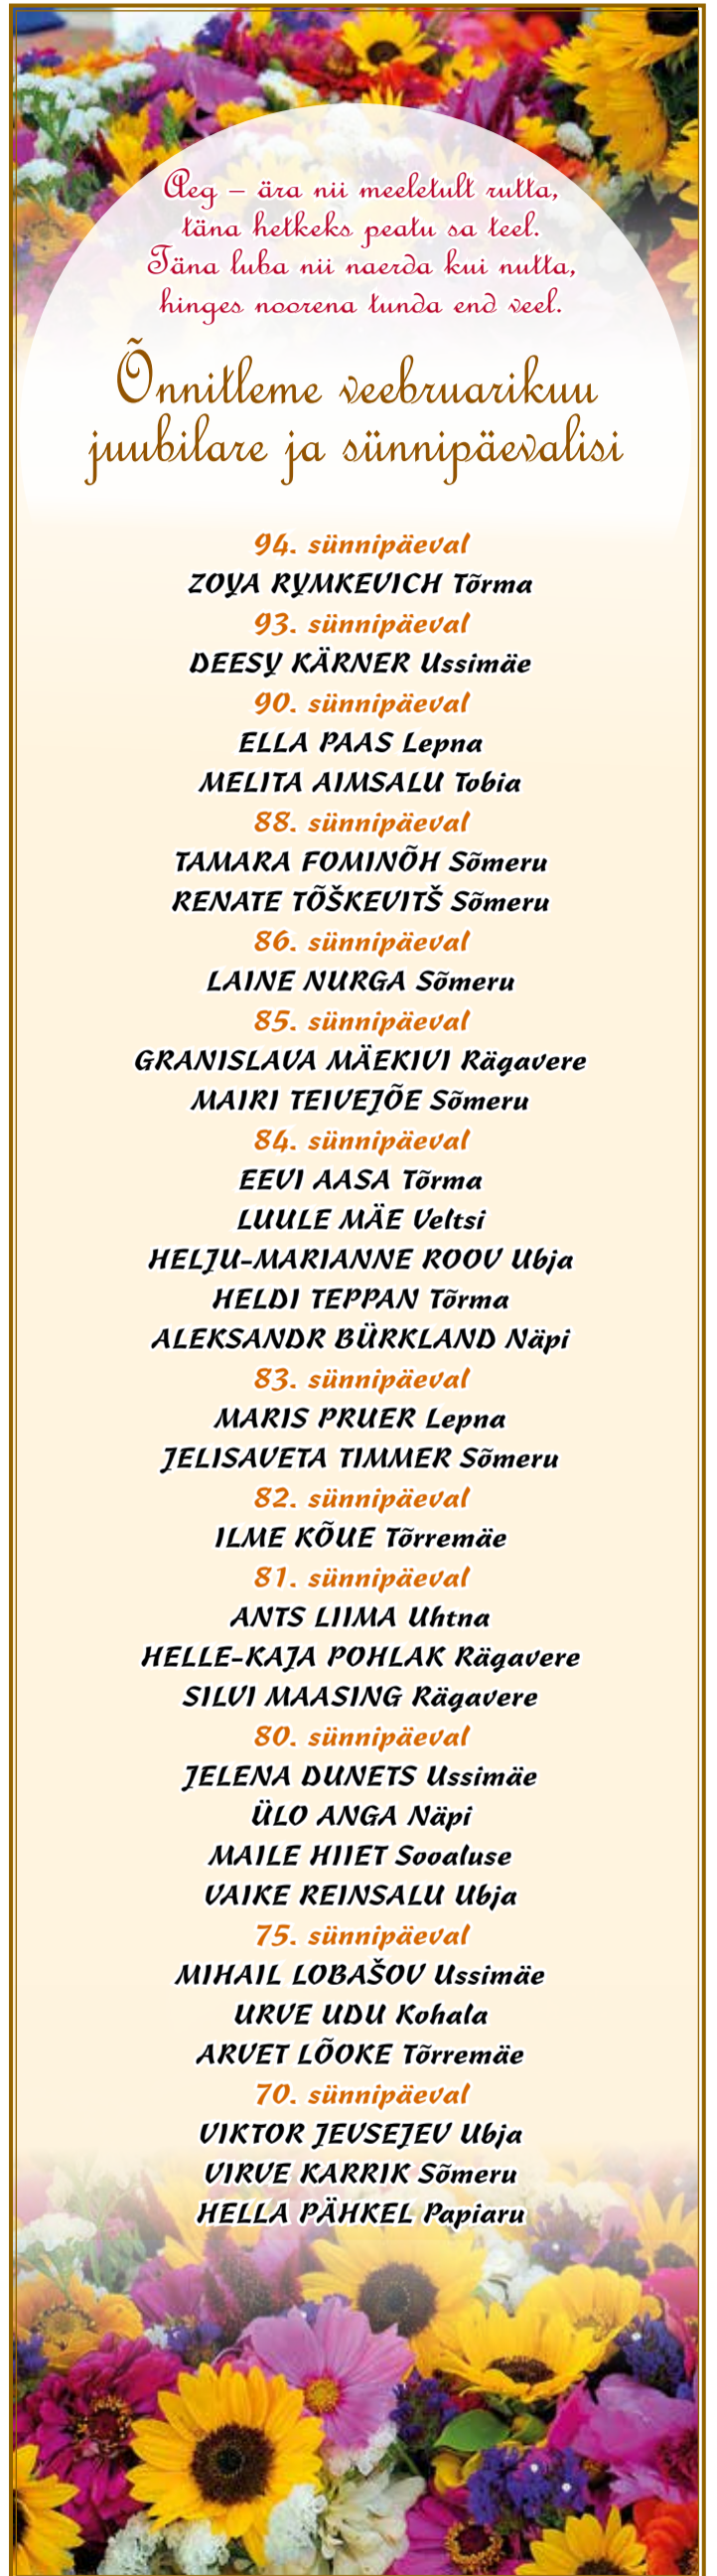 Aeg – ära nii meeletult rutta,
täna hetkeks peatu sa teel.
Täna luba nii naerda kui nutta,
hinges noorena tunda end veel.
Õnnitleme veebruarikuu
juubilare ja sünnipäevalisi
94. sünnipäeval
ZOYA RYMKEVICH Tõrma
93. sünnipäeval
DEESY KÄRNER Ussimäe
90. sünnipäeval
ELLA PAAS Lepna
MELITA AIMSALU Tobia
88. sünnipäeval
TAMARA FOMINÕH Sõmeru
RENATE TÕŠKEVITŠ Sõmeru
86. sünnipäeval
LAINE NURGA Sõmeru
85. sünnipäeval
GRANISLAVA MÄEKIVI Rägavere
MAIRI TEIVEJÕE Sõmeru
84. sünnipäeval
EEVI AASA Tõrma
LUULE MÄE Veltsi
HELJU-MARIANNE ROOV Ubja
HELDI TEPPAN Tõrma
ALEKSANDR BÜRKLAND Näpi
83. sünnipäeval
MARIS PRUER Lepna
JELISAVETA TIMMER Sõmeru
82. sünnipäeval
ILME KÕUE Tõrremäe
81. sünnipäeval
ANTS LIIMA Uhtna
HELLE-KAJA POHLAK Rägavere
SILVI MAASING Rägavere
80. sünnipäeval
JELENA DUNETS Ussimäe
ÜLO ANGA Näpi
MAILE HIIET Sooaluse
VAIKE REINSALU Ubja
75. sünnipäeval
MIHAIL LOBAŠOV Ussimäe
URVE UDU Kohala
ARVET LÕOKE Tõrremäe
70. sünnipäeval
VIKTOR JEVSEJEV Ubja
VIRVE KARRIK Sõmeru
HELLA PÄHKEL Papiaru